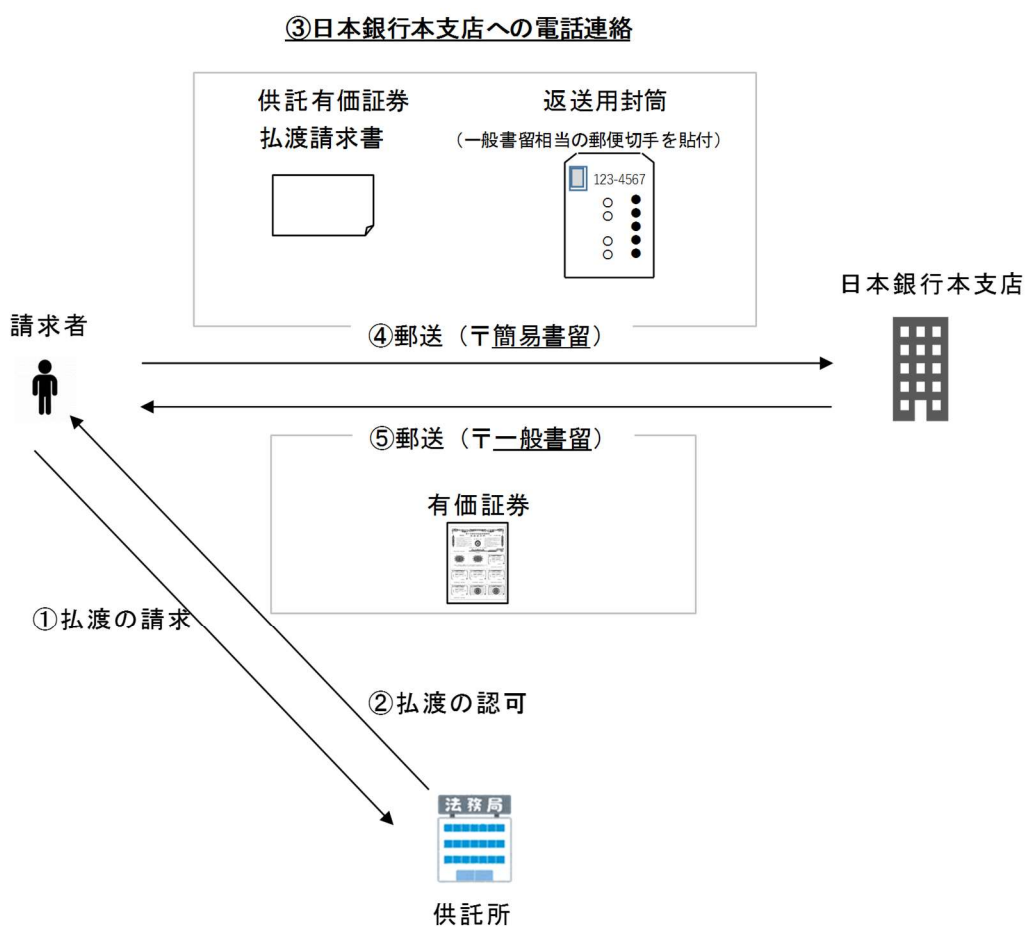 ③日本銀行本支店への電話連絡
供託有価証券
払渡請求書
返送用封筒
（一般書留相当の郵便切手を貼付）
123-4567
日本銀行本支店
請求者
④郵送（〒簡易書留）
⑤郵送（〒一般書留）
有価証券
①払渡の請求
②払渡の認可
法務局
供託所